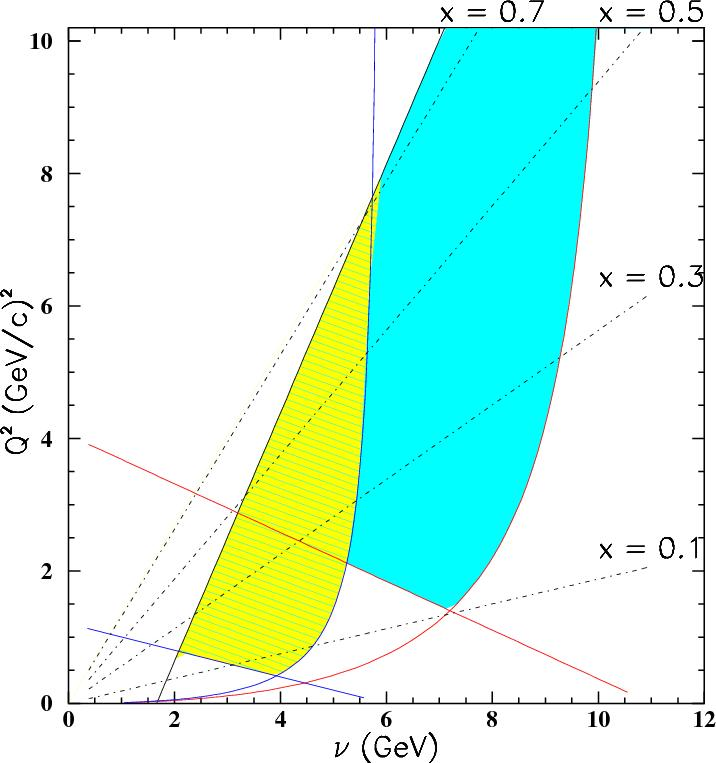 x = 0.7
x = 0.5
10
8
x = 0.3
6
Q² (GeV/c)²
4
x = 0.1
2
0
0 2 4 6 8 10 12
ν (GeV)